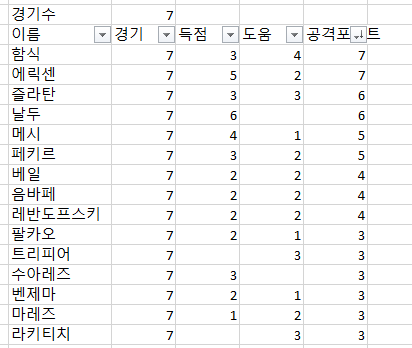 경기수 7
이름 경기 득점 도움 공격포 트
함식 7 3 4 7
에릭센 7 5 2 7
즐라탄 7 3 3 6
날두 7 6 6
메시 7 4 1 5
페키르 7 3 2 5
베일 7 2 2 4
음바페 7 2 2 4
레반도프스키 7 2 2 4
팔카오 7 2 1 3
트리피어 7 3 3
수아레즈 7 3 3
벤제마 7 2 1 3
마레즈 7 1 2 3
라키티치 7 3 3